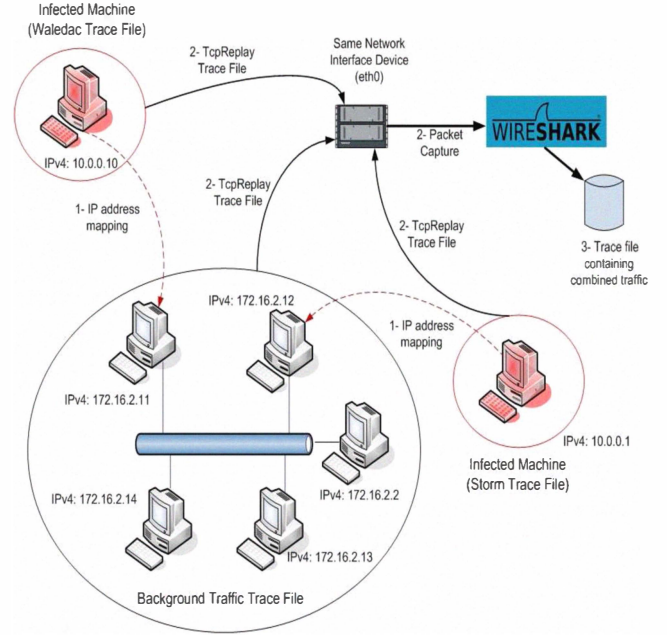 Infected Machine
(Waledac Trace File)
2- TcpReplay
Trace File
Same Network
Interface Device
(eth0)
WIRESHARK
2- Packet
Capture
IPv4: 10.0.0.10
2- TcpReplay
Trace File
1- IP address
mapping
2- TcpReplay
Trace File
3- Trace file
containing
combined traffic
IPv4: 172.16.2.12
1- IP address
mapping
IPv4: 172.16.2.11
IPv4: 10.0.0.1
Infected Machine
(Storm Trace File)
IPv4: 172.16.2.14
IPv4: 172.16.2.2
IPv4: 172.16.2.13
Background Traffic Trace File